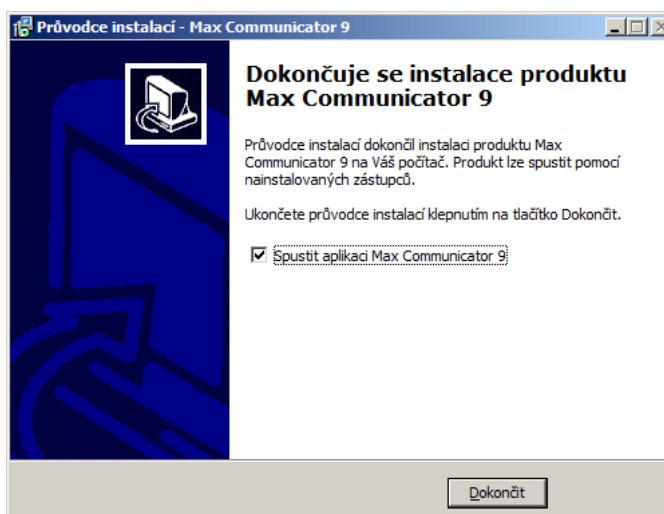 Průvodce instalací - Max Communicator 9
Dokončuje se instalace produktu
Max Communicator 9
Průvodce instalací dokončil instalaci produktu Max
Communicator 9 na Váš počítač. Produkt lze spustit pomocí
nainstalovaných zástupců.
Ukončete průvodce instalací klepnutím na tlačítko Dokončit.
Spustit aplikaci Max Communicator 9
Dokončit